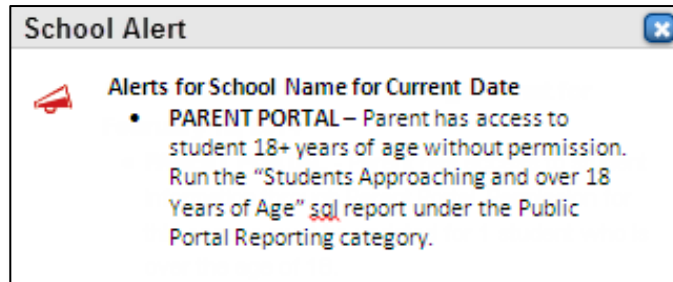 School Alert
Alerts for School Name for Current Date
• PARENT PORTAL – Parent has access to
student 18+ years of age without permission.
Run the “Students Approaching and over 18
Years of Age” sql report under the Public
Portal Reporting category.